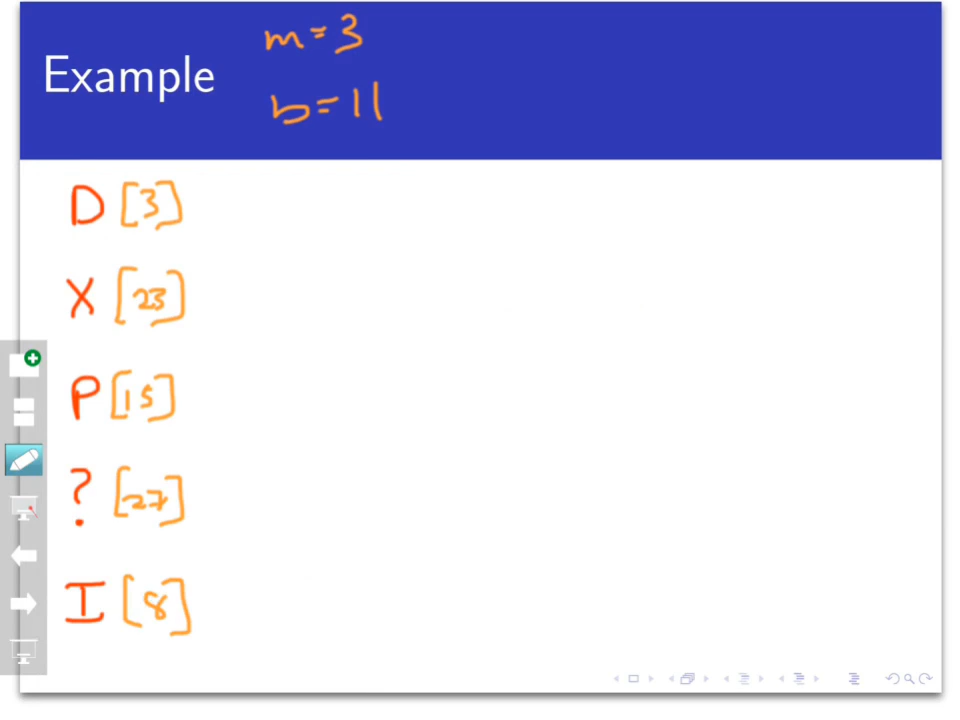 Example
m=3
b=11
D [3]
X [23]
P [15]
? [27]
I [8]